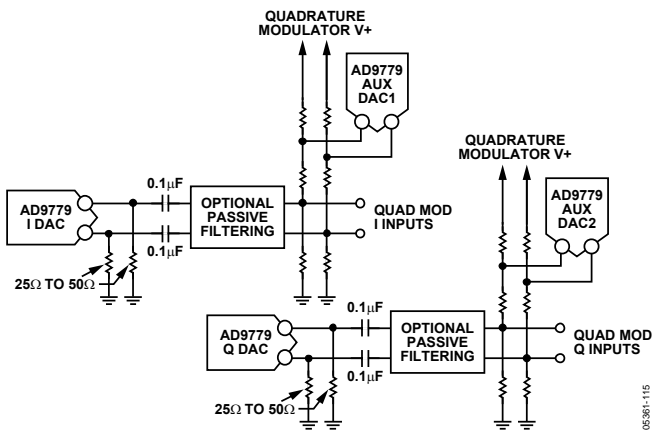 QUADRATURE
MODULATOR V+
AD9779
AUX
DAC1
QUADRATURE
MODULATOR V+
AD9779
AUX
DAC2
0.1μF
AD9779
I DAC
OPTIONAL
PASSIVE
FILTERING
QUAD MOD
I INPUTS
0.1μF
25Ω TO 50Ω
0.1μF
AD9779
Q DAC
OPTIONAL
PASSIVE
FILTERING
QUAD MOD
Q INPUTS
0.1μF
25Ω TO 50Ω
05361-115